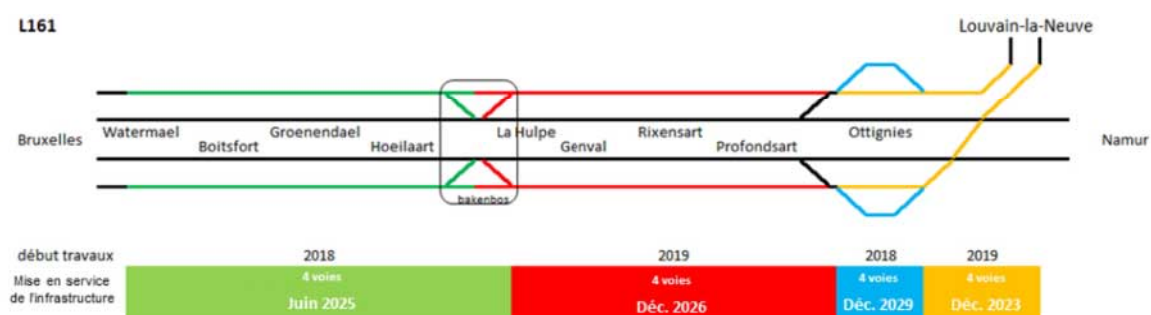 L161
Louvain-la-Neuve
Bruxelles
Watermael
Boitsfort
Groenendael
Hoeilaart
La Hulpe
Genval
Rixensart
Profondsart
Ottignies
Namur
bakenbos
début travaux 2018 2019 2018 2019
Mise en service de l'infrastructure
4 voies 4 voies 4 voies 4 voies
Juin 2025 Déc. 2026 Déc. 2029 Déc. 2023